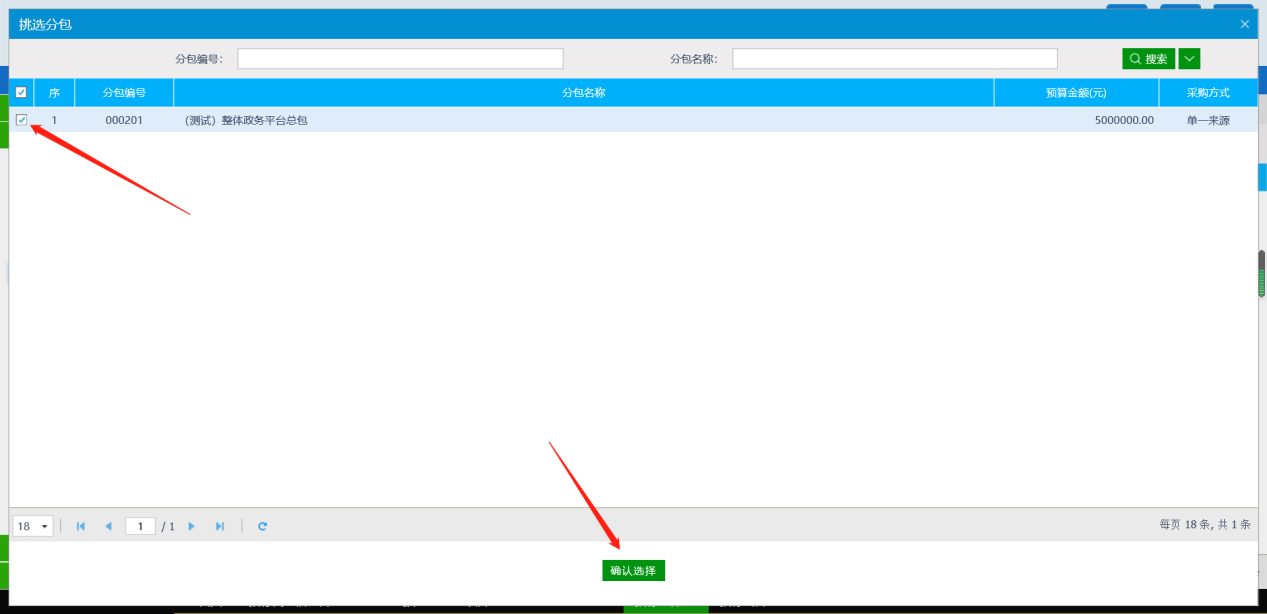 挑选分包
分包编号： 分包名称： 搜索
序 分包编号 分包名称 预算金额(元) 采购方式
1 000201 （测试）整体政务平台总包 5000000.00 单一来源
18 1 / 1 每页 18 条, 共 1 条
确认选择